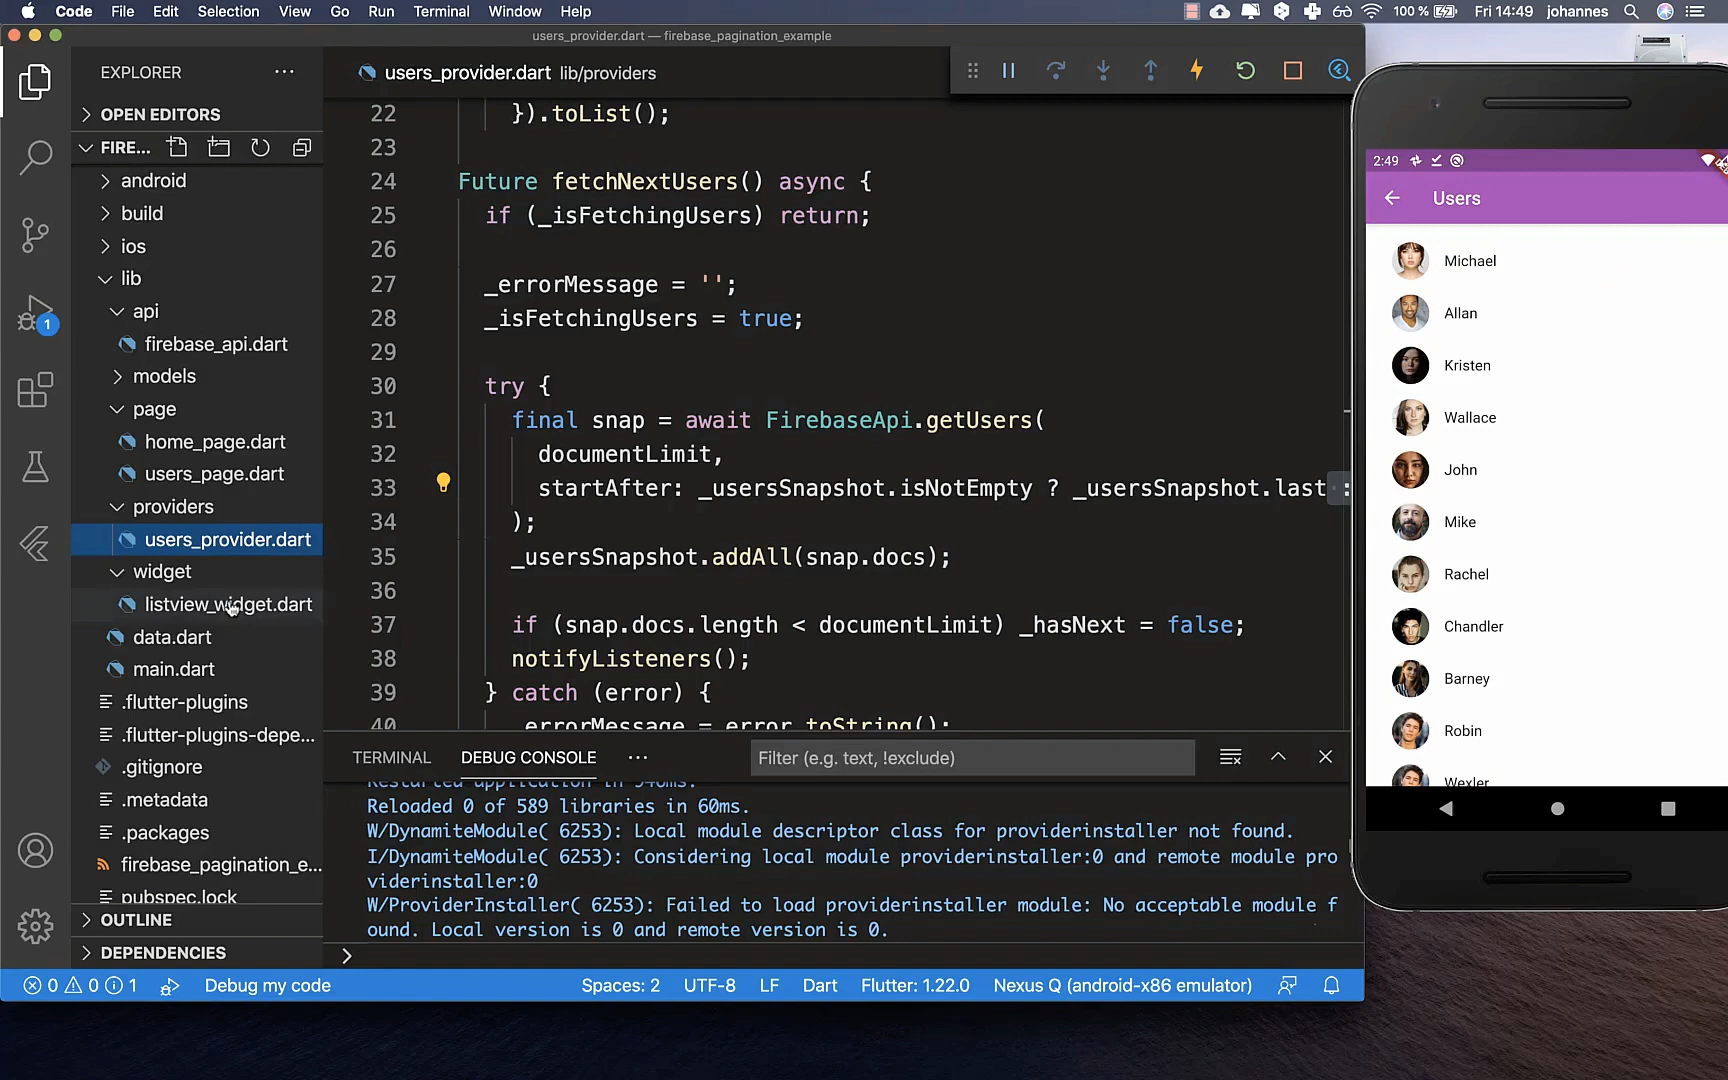 Code File Edit Selection View Go Run Terminal Window Help 100 % Fri 14:49 johannes
users_provider.dart — firebase_pagination_example
EXPLORER
OPEN EDITORS
FIRE...
android
build
ios
lib
api
firebase_api.dart
models
page
home_page.dart
users_page.dart
providers
users_provider.dart
widget
listview_widget.dart
data.dart
main.dart
.flutter-plugins
.flutter-plugins-depe...
.gitignore
.metadata
.packages
firebase_pagination_e...
pubspec.lock
OUTLINE
DEPENDENCIES
1
users_provider.dart lib/providers
22 }).toList();
23
24 Future fetchNextUsers() async {
25 if (_isFetchingUsers) return;
26
27 _errorMessage = '';
28 _isFetchingUsers = true;
29
30 try {
31 final snap = await FirebaseApi.getUsers(
32 documentLimit,
33 startAfter: _usersSnapshot.isNotEmpty ? _usersSnapshot.last :
34 );
35 _usersSnapshot.addAll(snap.docs);
36
37 if (snap.docs.length < documentLimit) _hasNext = false;
38 notifyListeners();
39 } catch (error) {
40 _errorMessage = error.toString();
TERMINAL DEBUG CONSOLE ... Filter (e.g. text, !exclude)
Restarted application in 940ms.
Reloaded 0 of 589 libraries in 60ms.
W/DynamiteModule( 6253): Local module descriptor class for providerinstaller not found.
I/DynamiteModule( 6253): Considering local module providerinstaller:0 and remote module pro
viderinstaller:0
W/ProviderInstaller( 6253): Failed to load providerinstaller module: No acceptable module f
ound. Local version is 0 and remote version is 0.
0 0 1 Debug my code Spaces: 2 UTF-8 LF Dart Flutter: 1.22.0 Nexus Q (android-x86 emulator)
2:49
Users
Michael
Allan
Kristen
Wallace
John
Mike
Rachel
Chandler
Barney
Robin
Wexler